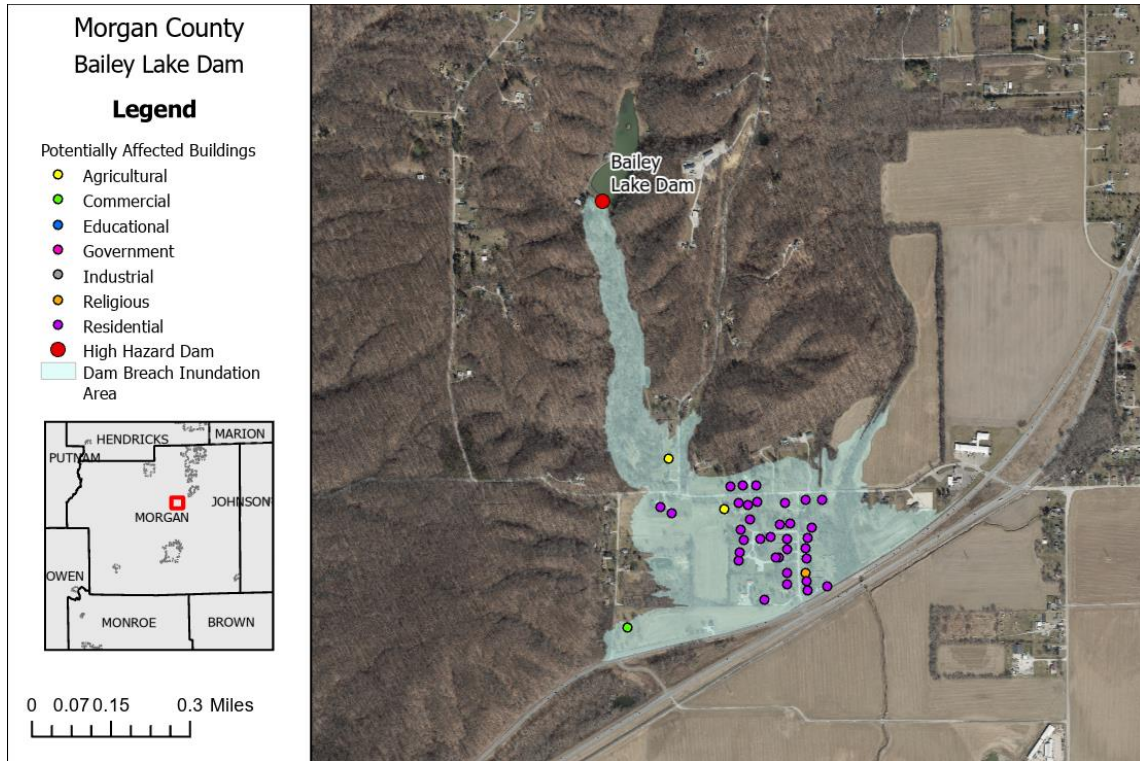 Morgan County
Bailey Lake Dam
Legend
Potentially Affected Buildings
Agricultural
Commercial
Educational
Government
Industrial
Religious
Residential
High Hazard Dam
Dam Breach Inundation
Area
HENDRICKS
MARION
PUTNAM
JOHNSON
MORGAN
OWEN
MONROE
BROWN
0 0.07 0.15 0.3 Miles
Bailey
Lake Dam